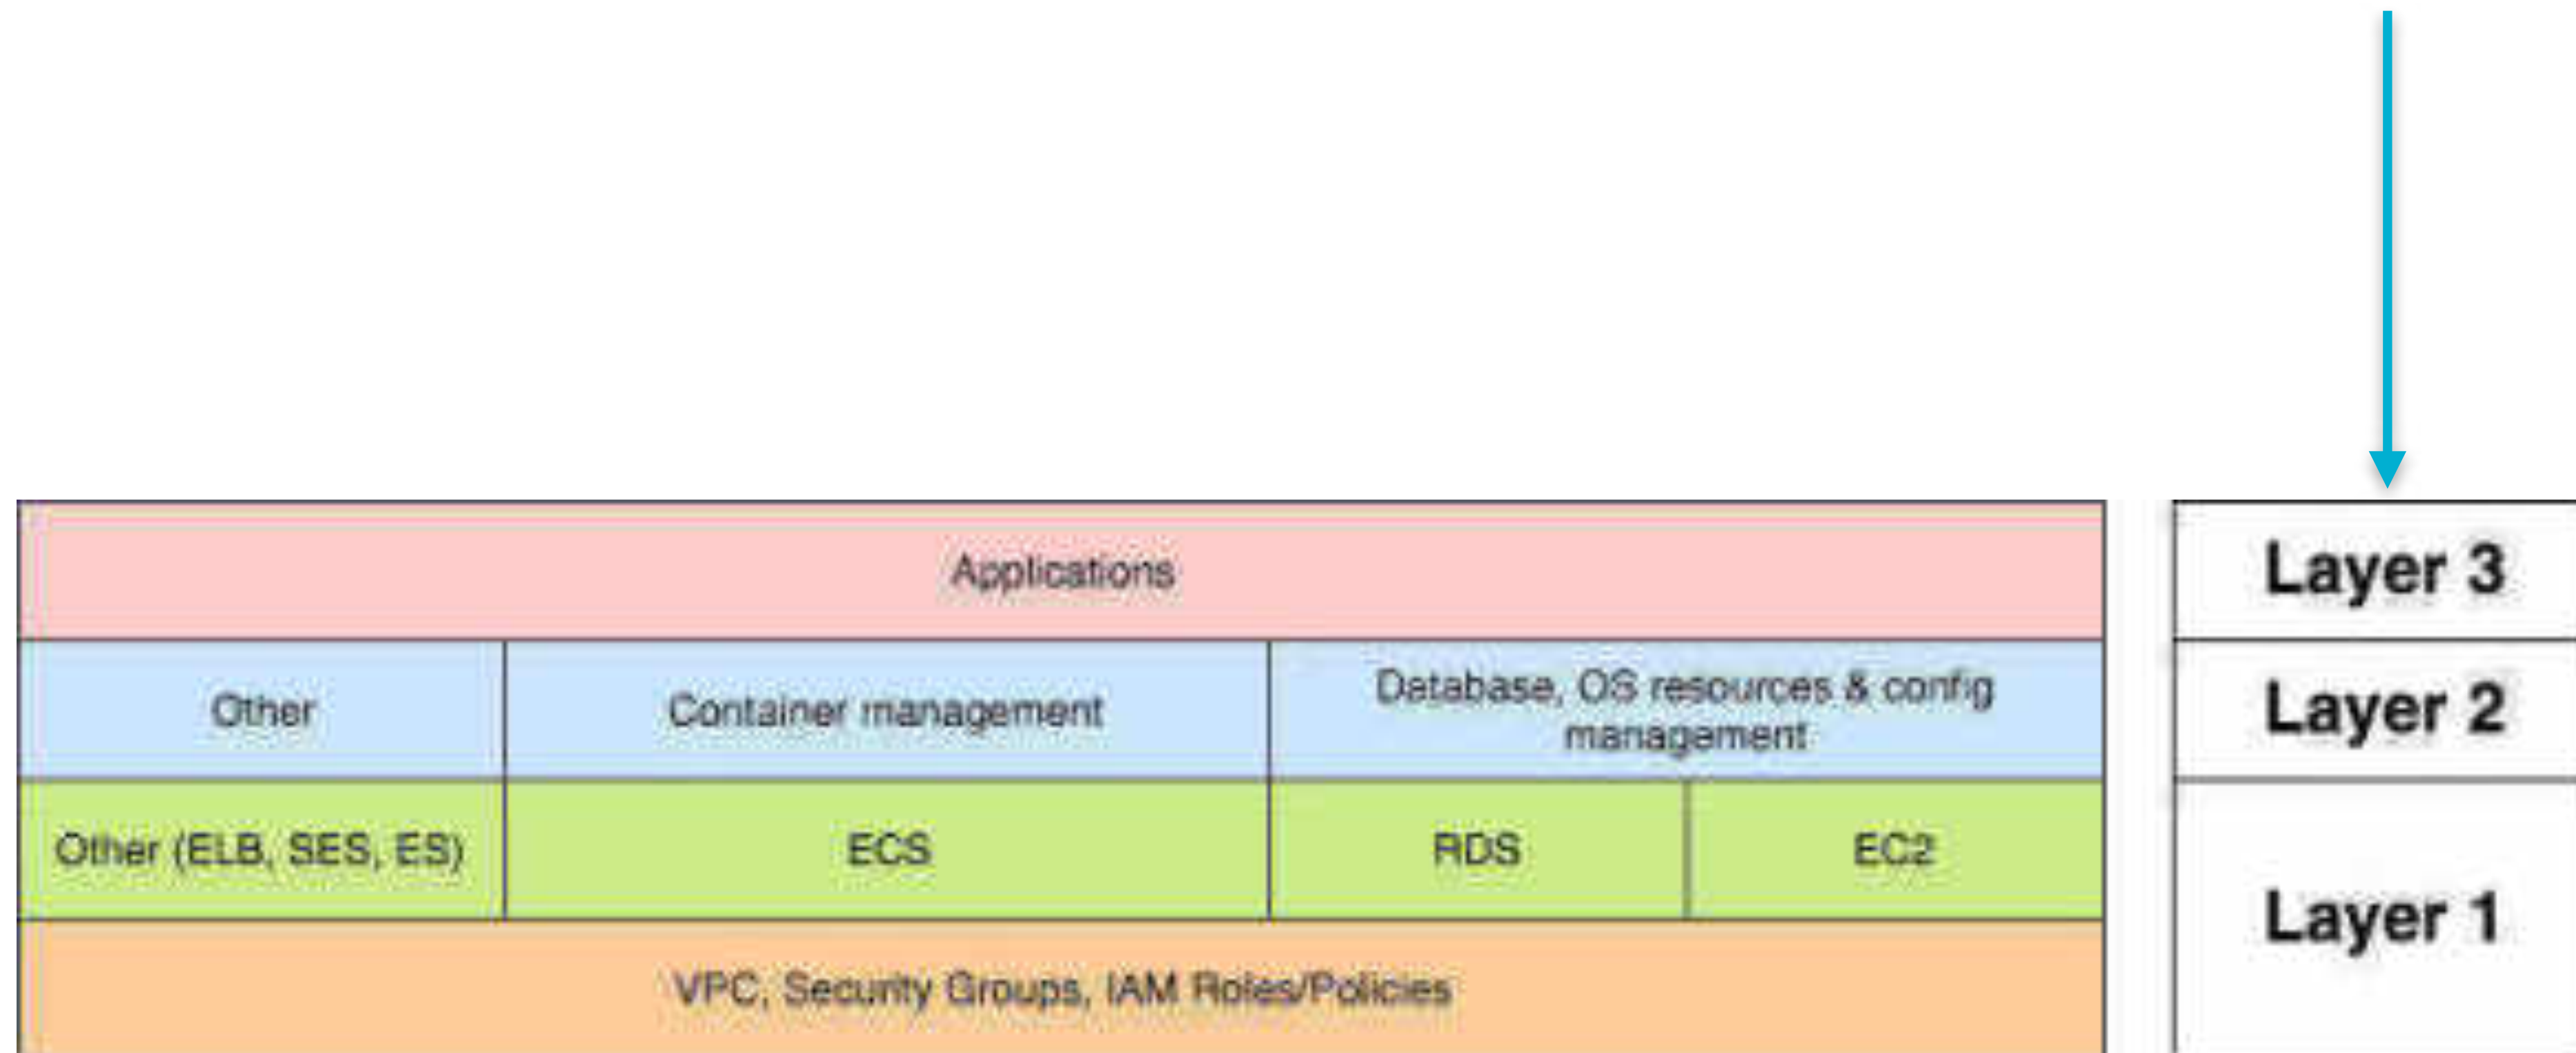 Applications
Layer 3
Other
Container management
Database, OS resources & config
management
Layer 2
Other (ELB, SES, ES)
ECS
RDS
EC2
Layer 1
VPC, Security Groups, IAM Roles/Policies